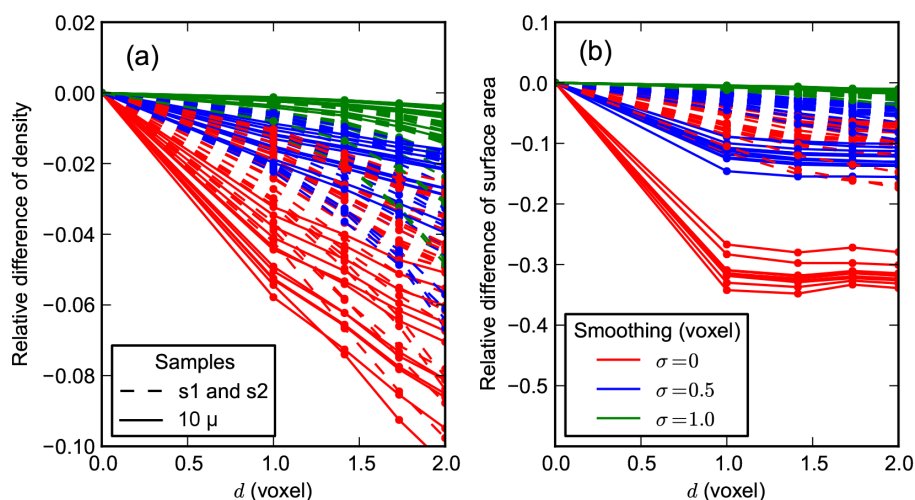 (a)
Relative difference of density
0.02
0.00
−0.02
−0.04
−0.06
−0.08
−0.10
Samples
s1 and s2
10 μ
0.0 0.5 1.0 1.5 2.0
d (voxel)
(b)
Relative difference of surface area
0.1
0.0
−0.1
−0.2
−0.3
−0.4
−0.5
Smoothing (voxel)
σ=0
σ=0.5
σ=1.0
0.0 0.5 1.0 1.5 2.0
d (voxel)